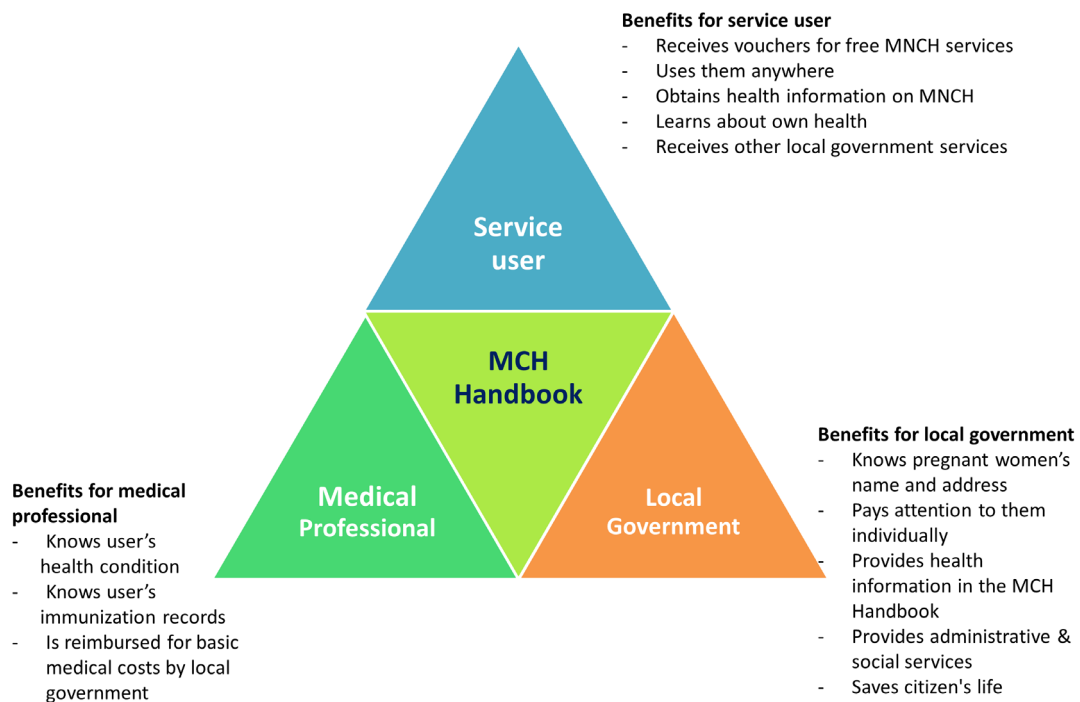 Benefits for service user
- Receives vouchers for free MNCH services
- Uses them anywhere
- Obtains health information on MNCH
- Learns about own health
- Receives other local government services
Service
user
MCH
Handbook
Medical
Professional
Local
Government
Benefits for medical
professional
- Knows user’s
health condition
- Knows user’s
immunization records
- Is reimbursed for basic
medical costs by local
government
Benefits for local government
- Knows pregnant women’s
name and address
- Pays attention to them
individually
- Provides health
information in the MCH
Handbook
- Provides administrative &
social services
- Saves citizen's life